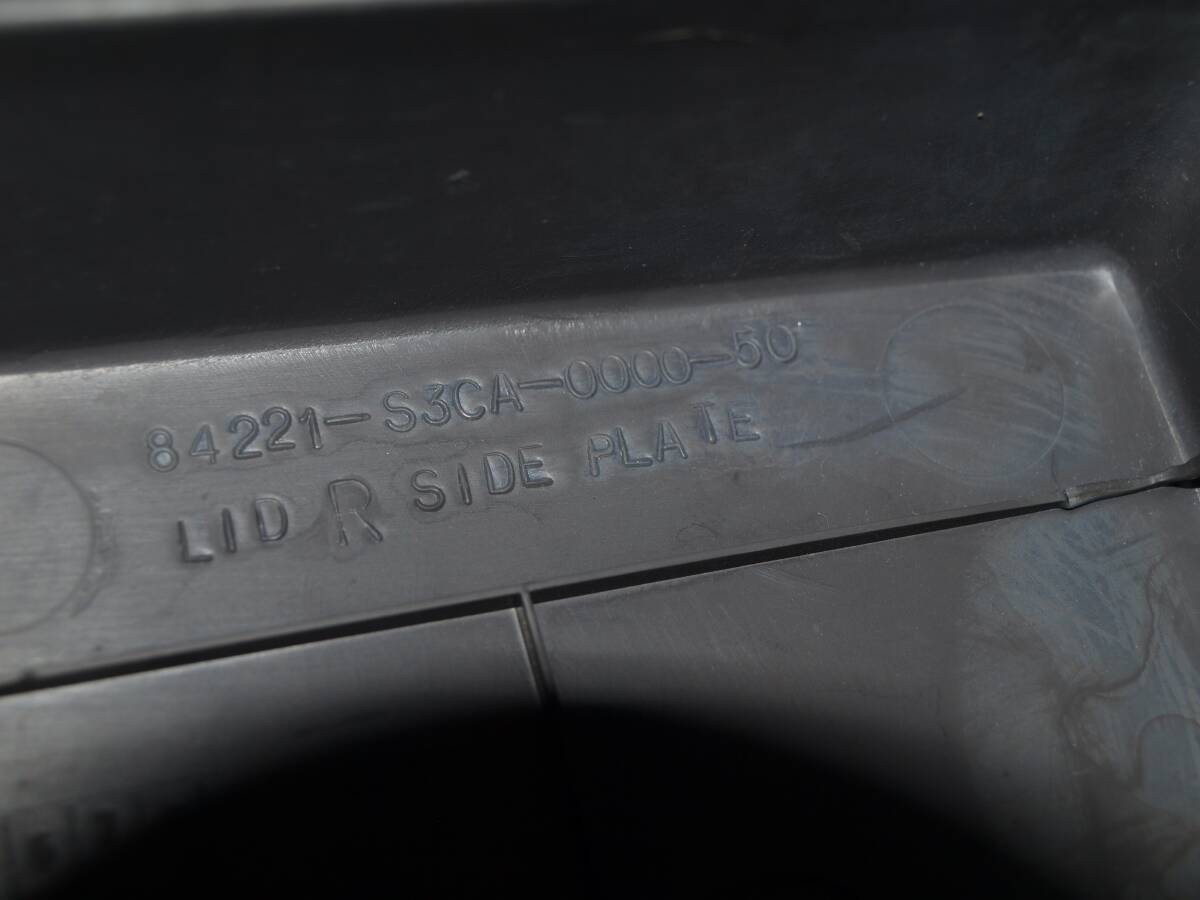 84221-S3CA-0000-50
LID R SIDE PLATE